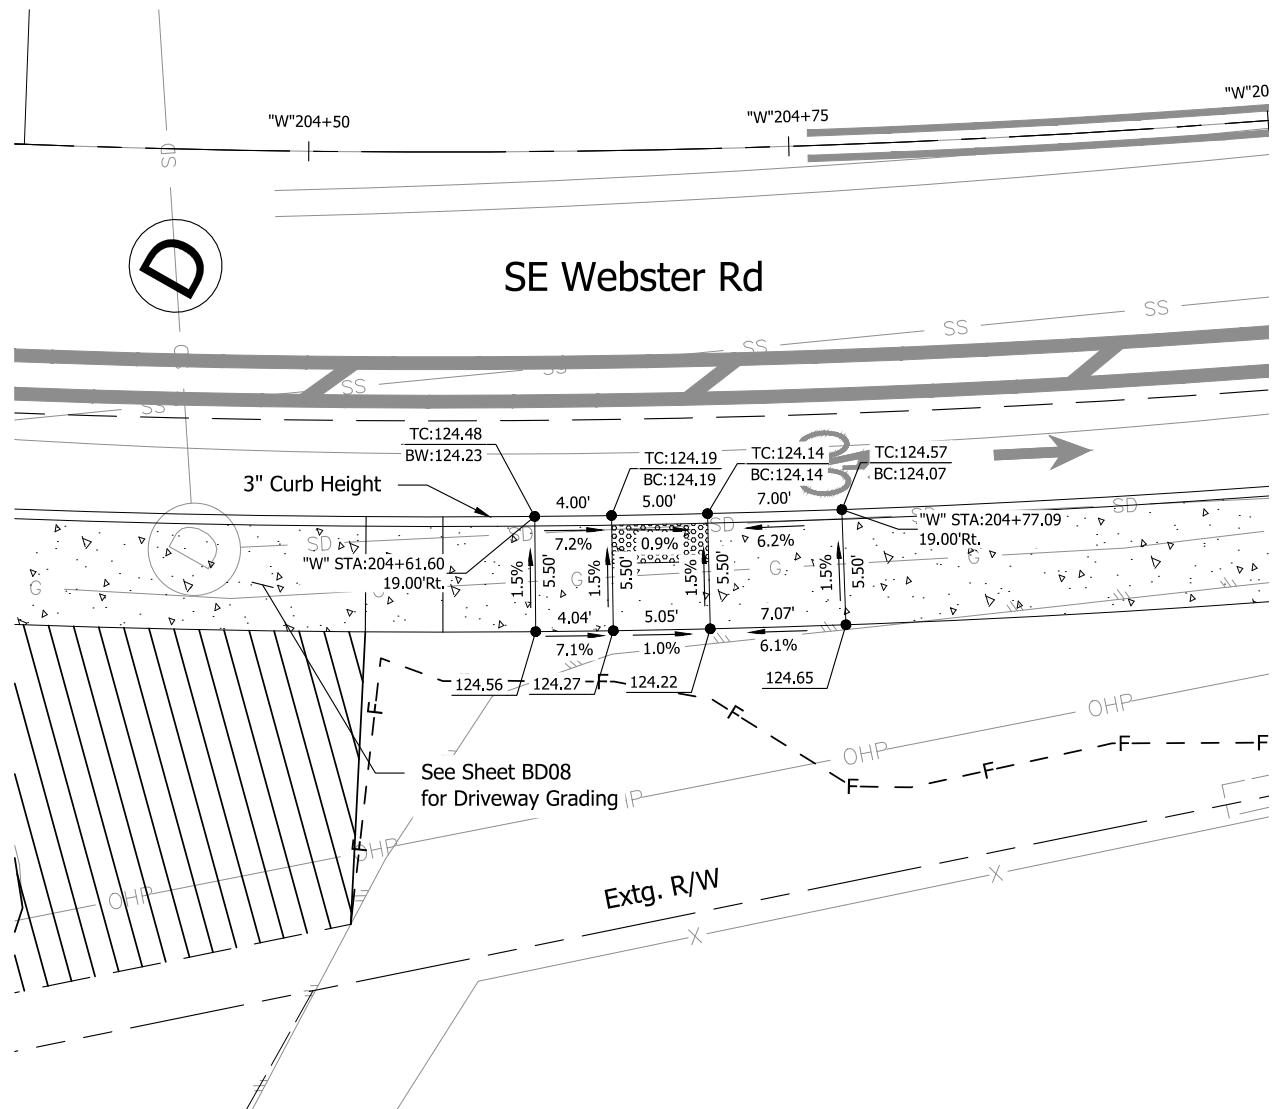 "W"204+50
"W"204+75
"W"20
SD
D
SE Webster Rd
SS
SS
SS
SS
SS
SS
TC:124.48
BW:124.23
TC:124.19
BC:124.19
TC:124.14
BC:124.14
TC:124.57
BC:124.07
3" Curb Height
4.00'
5.00'
7.00'
SD
SD
SD
SD
"W" STA:204+77.09
19.00'Rt.
7.2%
0.9%
6.2%
D
"W" STA:204+61.60
19.00'Rt.
1.5%
5.50'
1.5%
5.50'
1.5%
5.50'
1.5%
5.50'
G
G
G
4.04'
5.05'
7.07'
7.1%
1.0%
6.1%
124.56
124.27
124.22
124.65
F
F
F
F
F
F
F
F
OHP
OHP
See Sheet BD08
for Driveway Grading
OHP
OHP
Extg. R/W
X
X